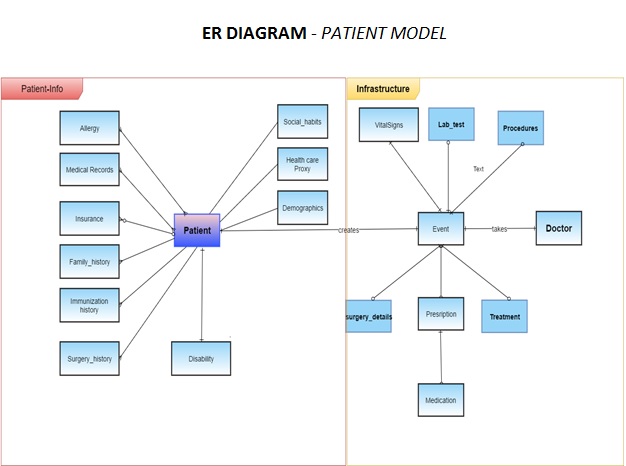 ER DIAGRAM - PATIENT MODEL
Patient-Info
Infrastructure
Allergy
Medical Records
Insurance
Family_history
Immunization
history
Surgery_history
Social_habits
Health care
Proxy
Demographics
Patient
Disability
VitalSigns
Lab_test
Procedures
Text
creates
Event
takes
Doctor
surgery_details
Presription
Treatment
Medication